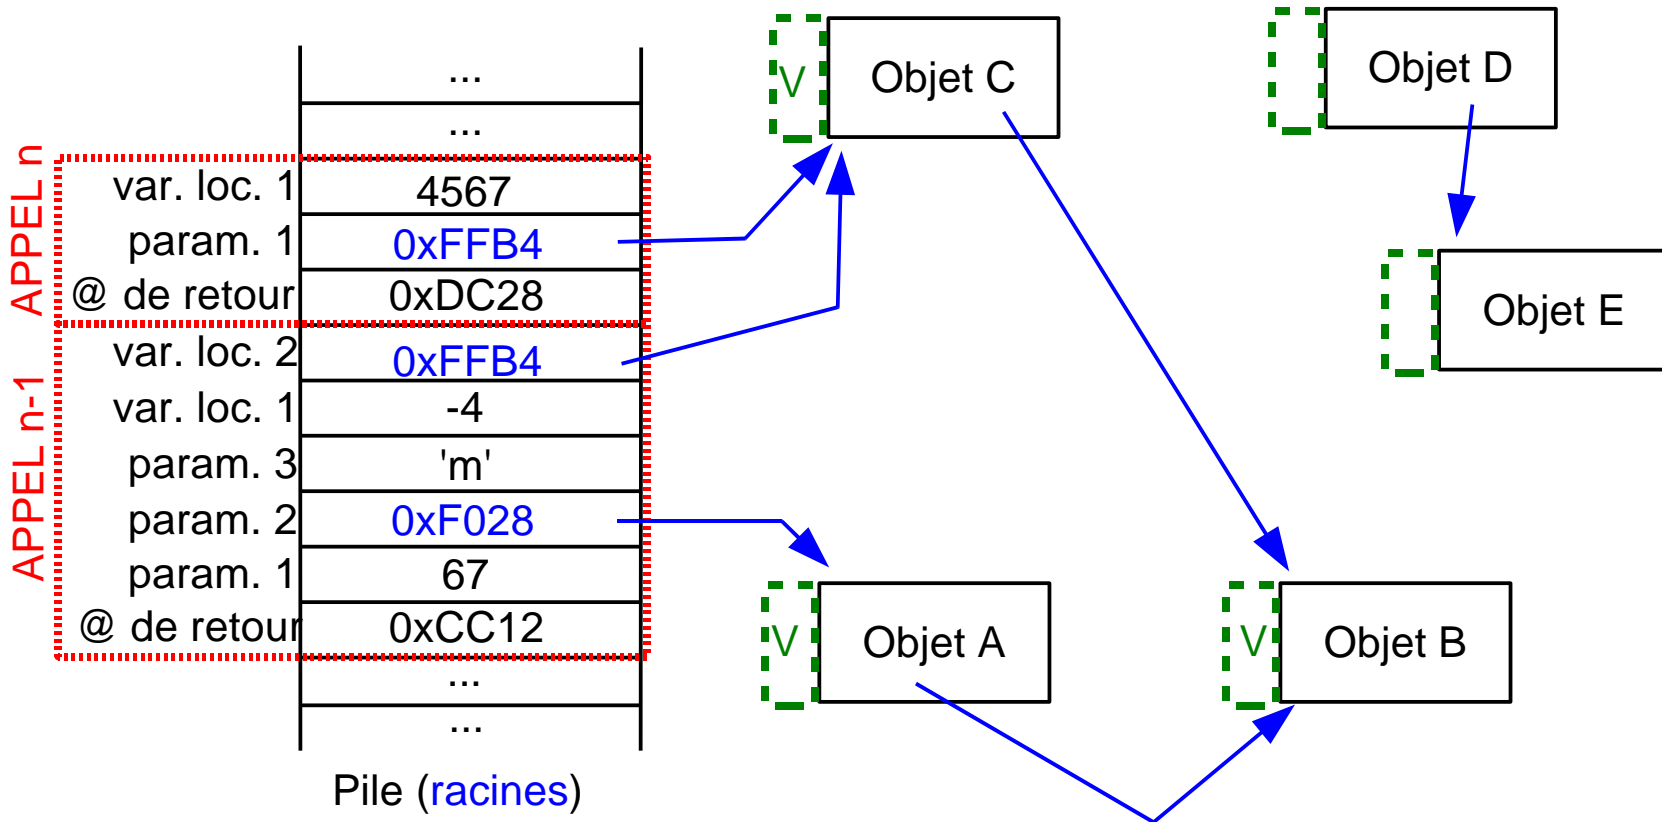 ...
...
APPEL n
var. loc. 1 4567
param. 1 0xFFB4
@ de retour 0xDC28
APPEL n-1
var. loc. 2 0xFFB4
var. loc. 1 -4
param. 3 'm'
param. 2 0xF028
param. 1 67
@ de retour 0xCC12
...
...
Pile (racines)
V Objet C
Objet D
Objet E
V Objet A
V Objet B